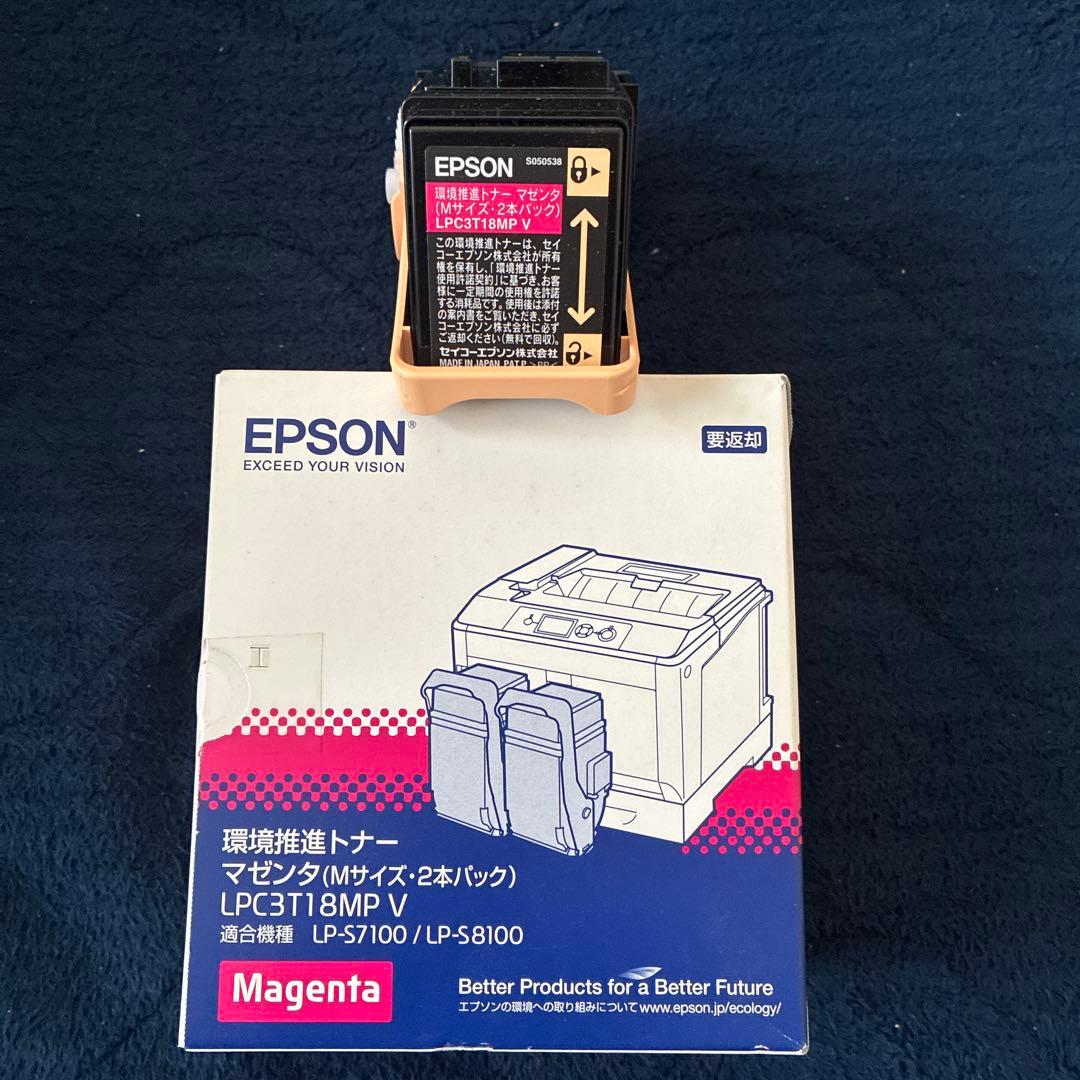 EPSON S050538
環境推進トナー マゼンタ
(Mサイズ・2本パック)
LPC3T18MP V
この環境推進トナーは、セイ
コーエプソン株式会社が所有
権を保有し、「環境推進トナー
使用許諾契約」に基づき、お客
様に一定期間の使用権を許諾
する消耗品です。使用後は添付
の案内書をご覧いただき、セイ
コーエプソン株式会社に必ず
ご返却ください(無料で回収)。
セイコーエプソン株式会社
MADE IN JAPAN PAT.P
EPSON®
EXCEED YOUR VISION
要返却
環境推進トナー
マゼンタ(Mサイズ・2本パック)
LPC3T18MP V
適合機種 LP-S7100 / LP-S8100
Magenta
Better Products for a Better Future
エプソンの環境への取り組みについて www.epson.jp/ecology/